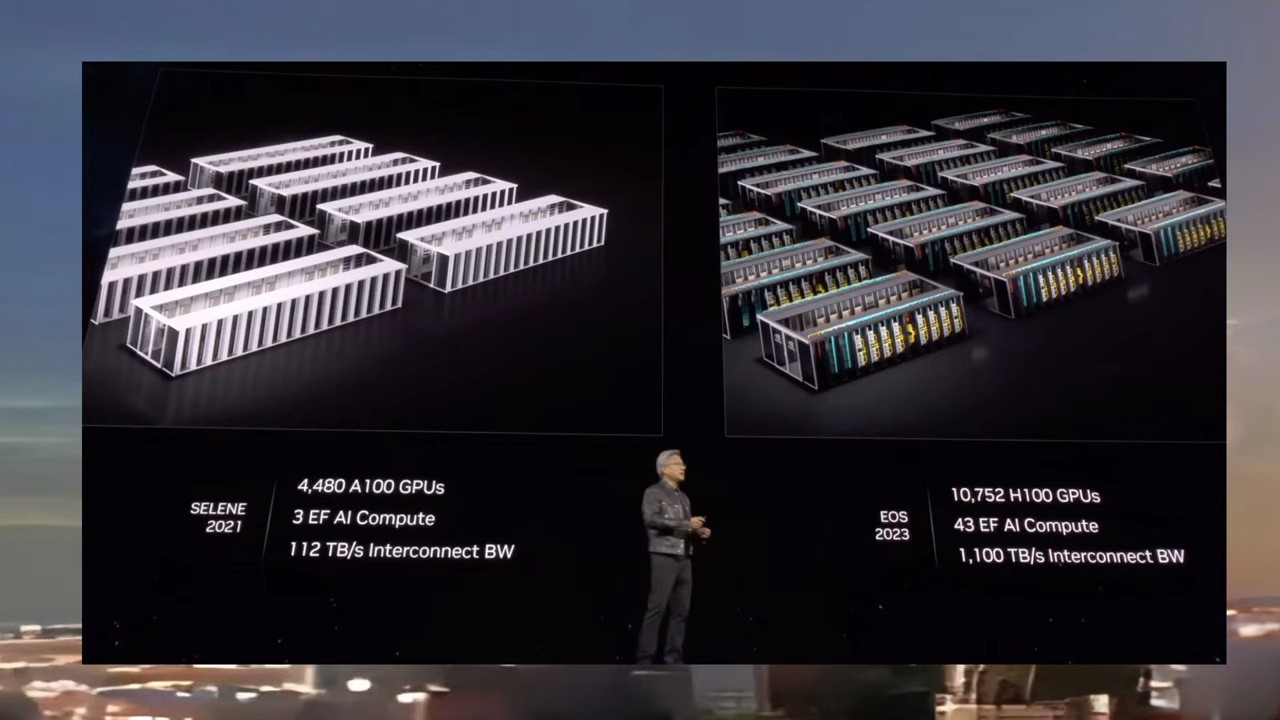 SELENE
2021
4,480 A100 GPUs
3 EF AI Compute
112 TB/s Interconnect BW
EOS
2023
10,752 H100 GPUs
43 EF AI Compute
1,100 TB/s Interconnect BW